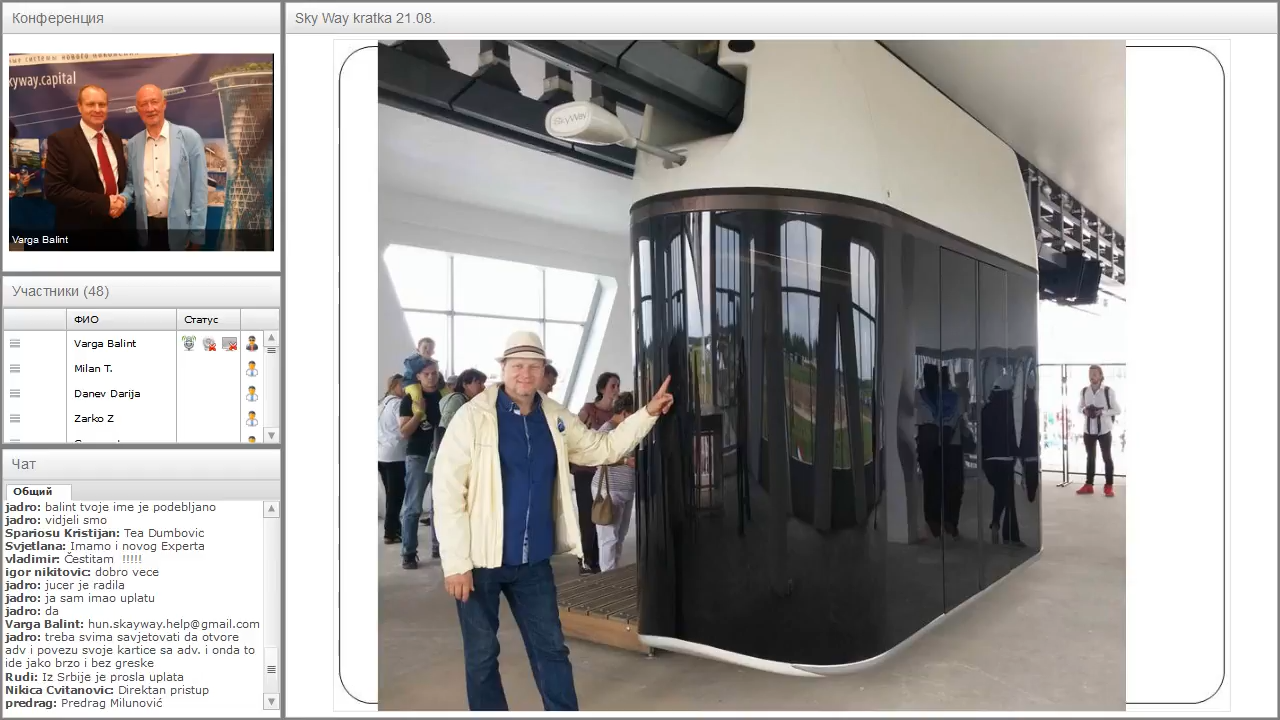 Конференция
skyway.capital
Varga Balint
Участники (48)
ФИО
Статус
Varga Balint
Milan T.
Danev Darija
Zarko Z
Чат
Общий
jadro: balint tvoje ime je podebljano
jadro: vidjeli smo
Spariosu Kristijan: Tea Dumbovic
Svjetlana: Imamo i novog Experta
vladimir: Čestitam !!!!!
igor nikitovic: dobro vece
jadro: jucer je radila
jadro: ja sam imao uplatu
jadro: da
Varga Balint: hun.skayway.help@gmail.com
jadro: treba svima savjetovati da otvore
adv i povezu svoje kartice sa adv. i onda to
ide jako brzo i bez greske
Rudi: Iz Srbije je prosla uplata
Nikica Cvitanovic: Direktan pristup
predrag: Predrag Milunović
Sky Way kratka 21.08.
SkyWay